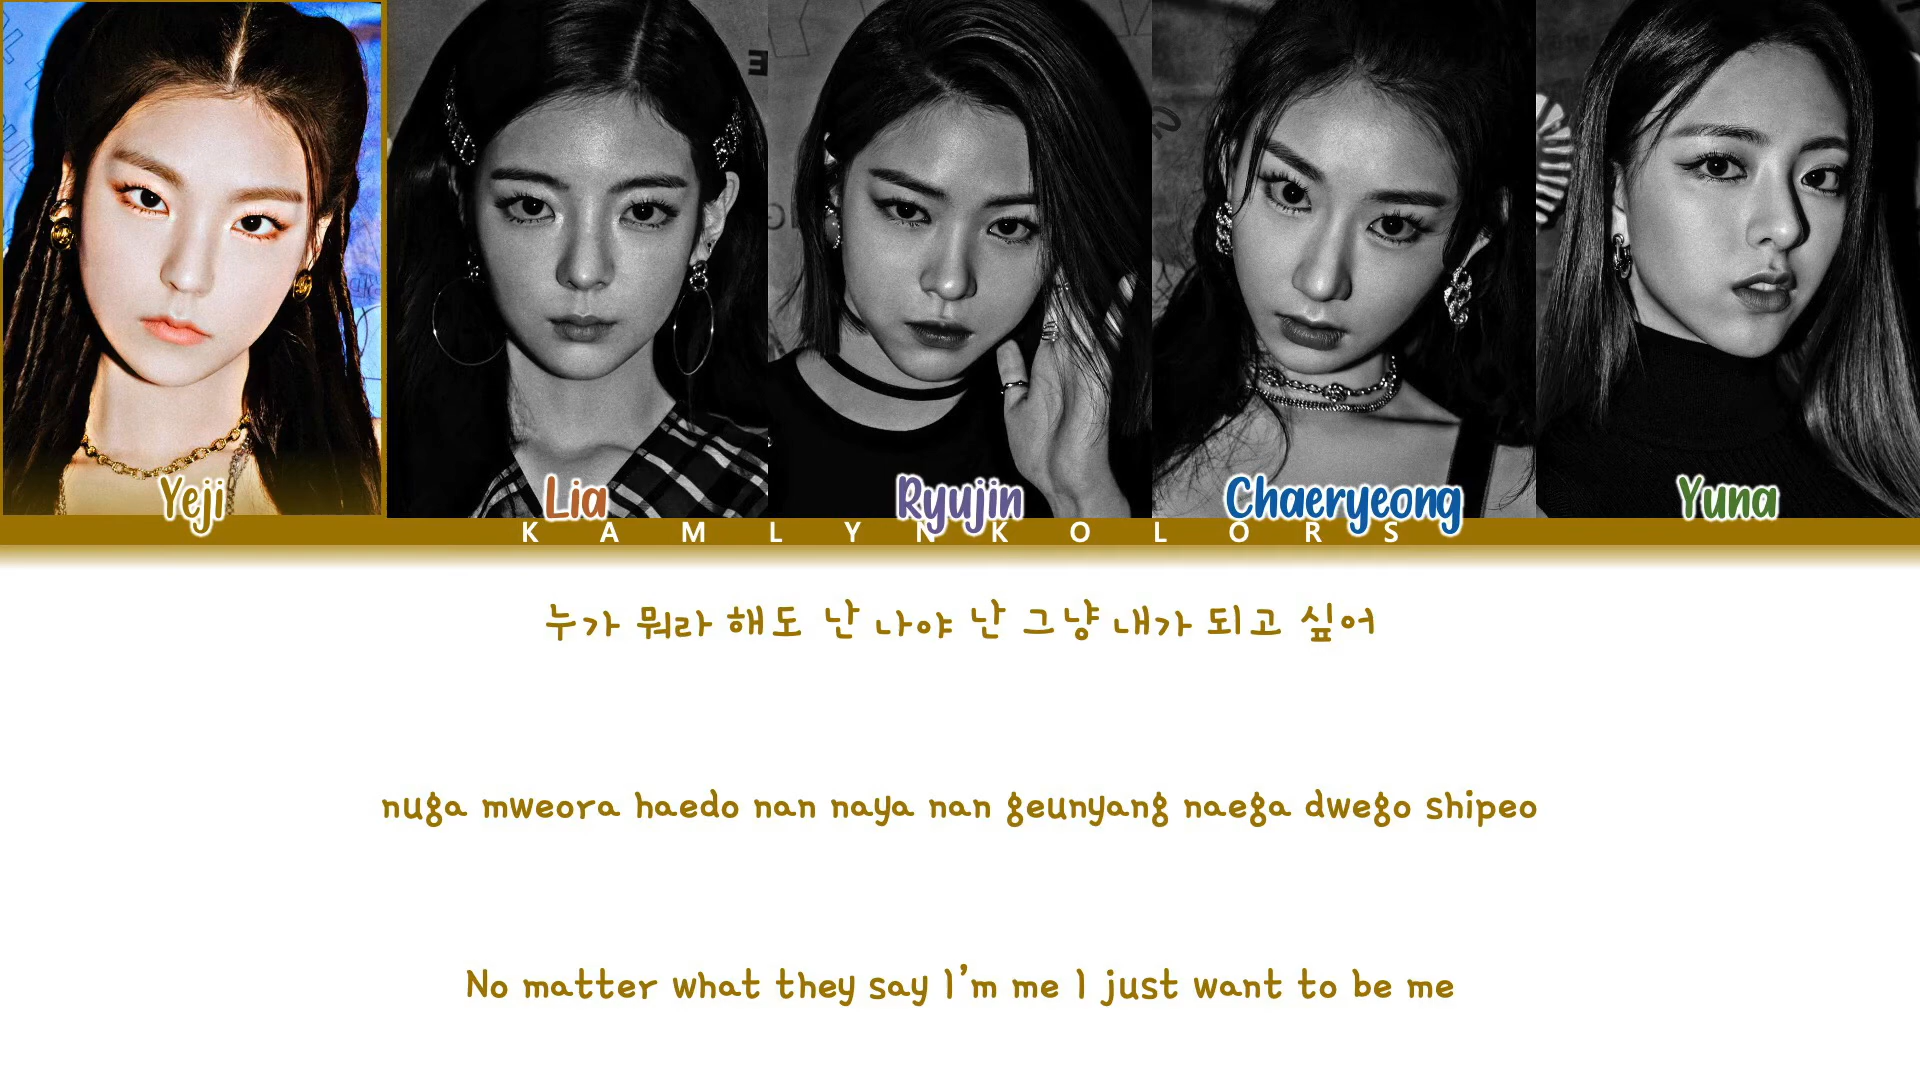 Yeji Lia Ryujin Chaeryeong Yuna
KAMLYNKOLORS
누가 뭐라 해도 난 나야 난 그냥 내가 되고 싶어
nuga mweora haedo nan naya nan geunyang naega dwego shipeo
No matter what they say I'm me I just want to be me